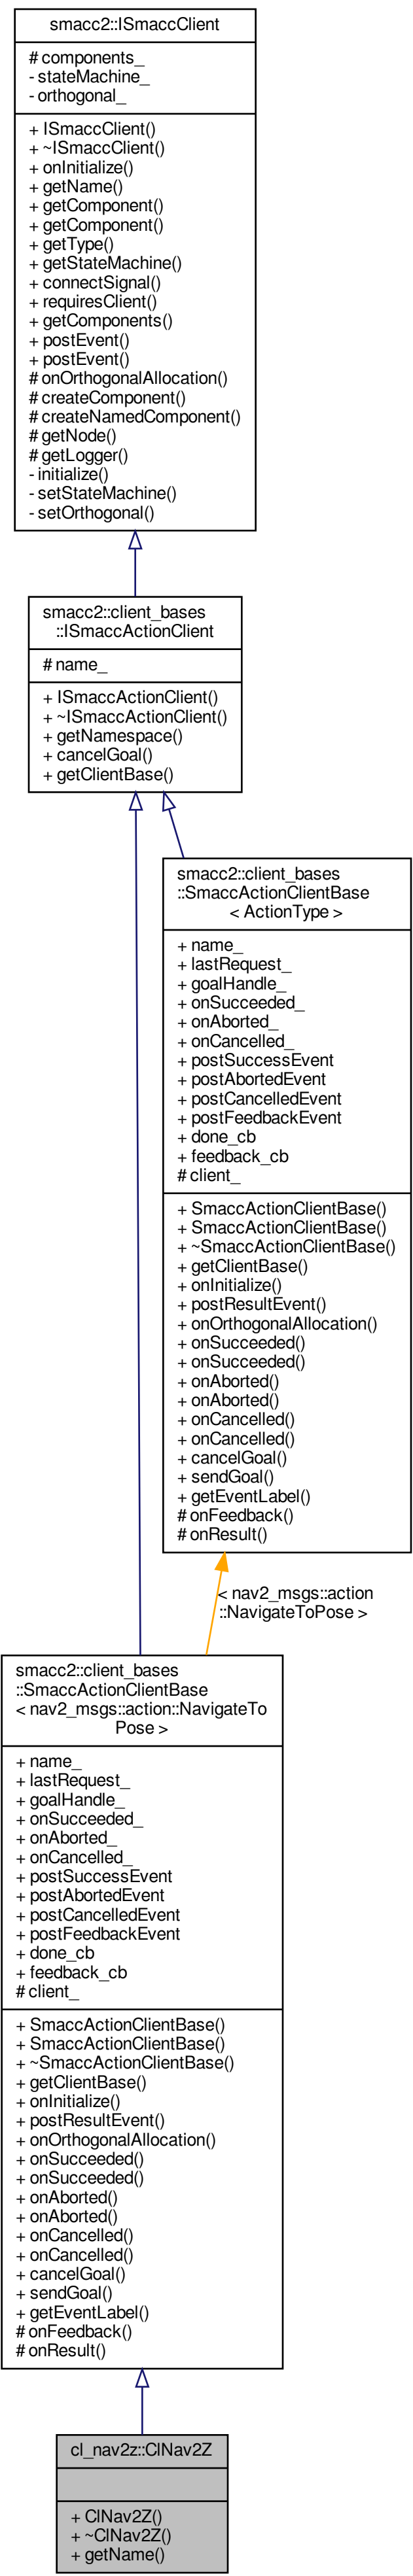 smacc2::ISmaccClient
# components_
- stateMachine_
- orthogonal_
+ ISmaccClient()
+ ~ISmaccClient()
+ onInitialize()
+ getName()
+ getComponent()
+ getComponent()
+ getType()
+ getStateMachine()
+ connectSignal()
+ requiresClient()
+ getComponents()
+ postEvent()
+ postEvent()
# onOrthogonalAllocation()
# createComponent()
# createNamedComponent()
# getNode()
# getLogger()
- initialize()
- setStateMachine()
- setOrthogonal()
smacc2::client_bases
::ISmaccActionClient
# name_
+ ISmaccActionClient()
+ ~ISmaccActionClient()
+ getNamespace()
+ cancelGoal()
+ getClientBase()
smacc2::client_bases
::SmaccActionClientBase
< ActionType >
+ name_
+ lastRequest_
+ goalHandle_
+ onSucceeded_
+ onAborted_
+ onCancelled_
+ postSuccessEvent
+ postAbortedEvent
+ postCancelledEvent
+ postFeedbackEvent
+ done_cb
+ feedback_cb
# client_
+ SmaccActionClientBase()
+ SmaccActionClientBase()
+ ~SmaccActionClientBase()
+ getClientBase()
+ onInitialize()
+ postResultEvent()
+ onOrthogonalAllocation()
+ onSucceeded()
+ onSucceeded()
+ onAborted()
+ onAborted()
+ onCancelled()
+ onCancelled()
+ cancelGoal()
+ sendGoal()
+ getEventLabel()
# onFeedback()
# onResult()
< nav2_msgs::action
::NavigateToPose >
smacc2::client_bases
::SmaccActionClientBase
< nav2_msgs::action::NavigateTo
Pose >
+ name_
+ lastRequest_
+ goalHandle_
+ onSucceeded_
+ onAborted_
+ onCancelled_
+ postSuccessEvent
+ postAbortedEvent
+ postCancelledEvent
+ postFeedbackEvent
+ done_cb
+ feedback_cb
# client_
+ SmaccActionClientBase()
+ SmaccActionClientBase()
+ ~SmaccActionClientBase()
+ getClientBase()
+ onInitialize()
+ postResultEvent()
+ onOrthogonalAllocation()
+ onSucceeded()
+ onSucceeded()
+ onAborted()
+ onAborted()
+ onCancelled()
+ onCancelled()
+ cancelGoal()
+ sendGoal()
+ getEventLabel()
# onFeedback()
# onResult()
cl_nav2z::ClNav2Z
+ ClNav2Z()
+ ~ClNav2Z()
+ getName()